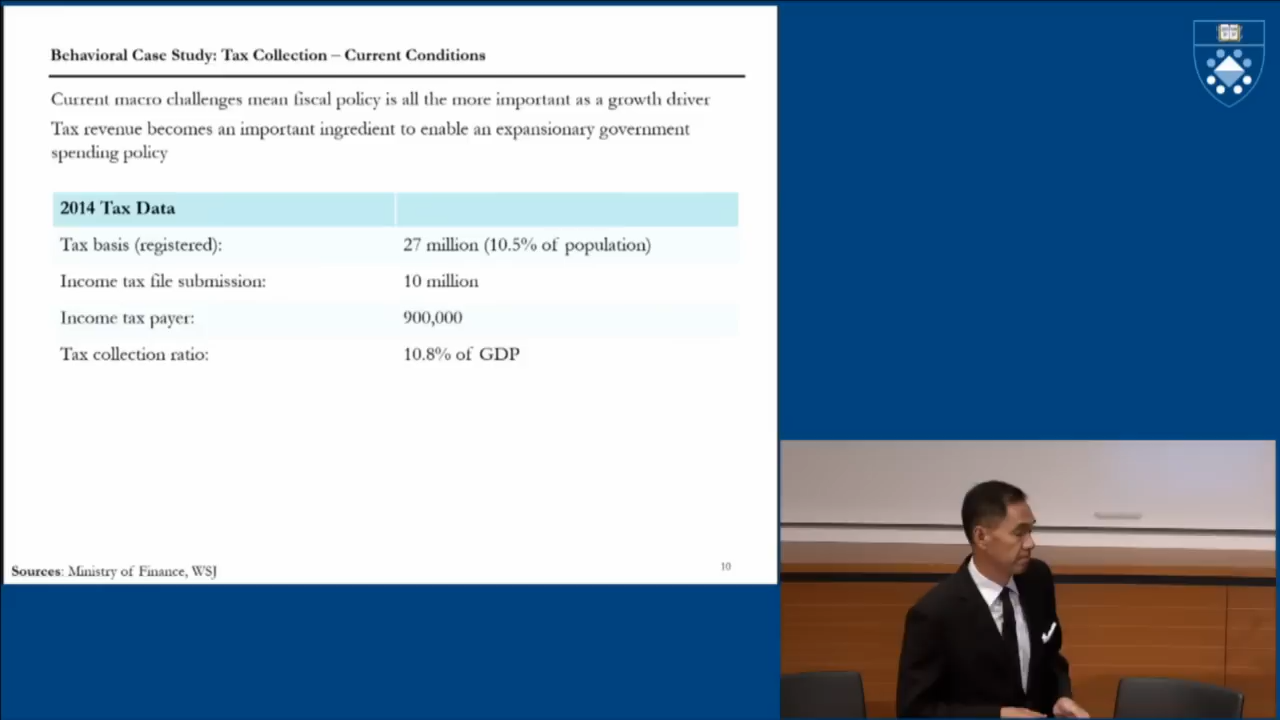 Behavioral Case Study: Tax Collection – Current Conditions
Current macro challenges mean fiscal policy is all the more important as a growth driver
Tax revenue becomes an important ingredient to enable an expansionary government
spending policy
2014 Tax Data
Tax basis (registered): 27 million (10.5% of population)
Income tax file submission: 10 million
Income tax payer: 900,000
Tax collection ratio: 10.8% of GDP
Sources: Ministry of Finance, WSJ
10